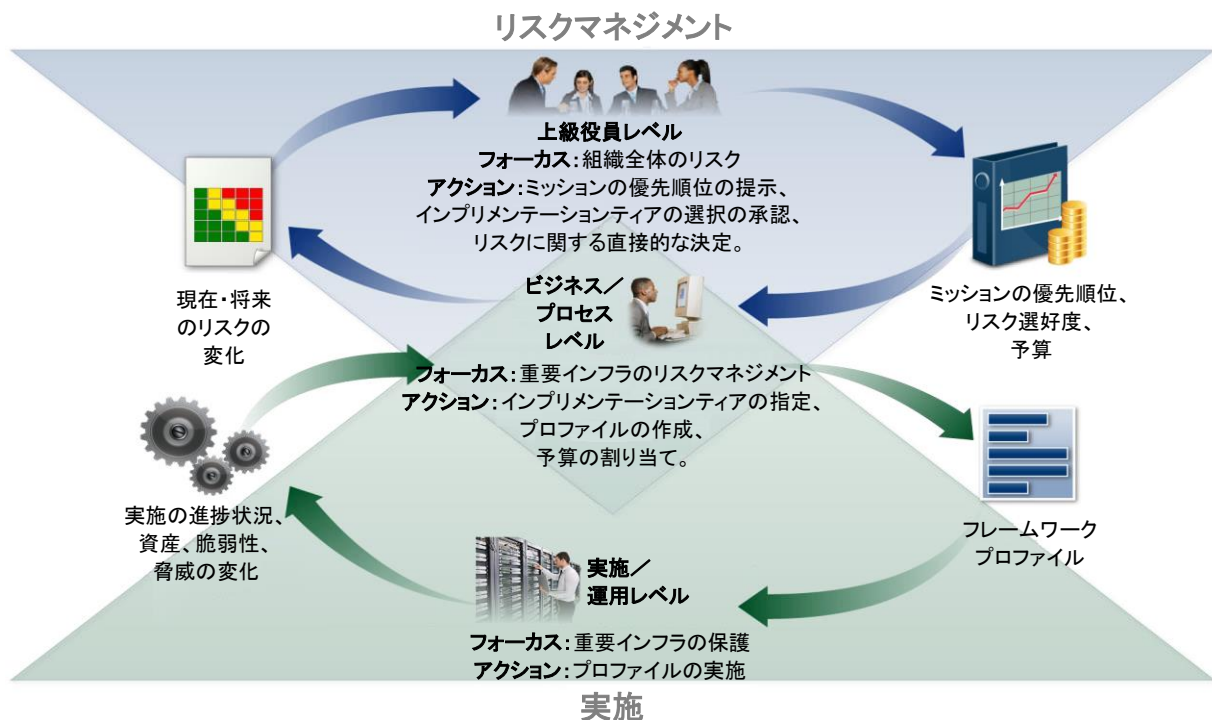 リスクマネジメント
上級役員レベル
フォーカス：組織全体のリスク
アクション：ミッションの優先順位の提示、
インプリメンテーションティアの選択の承認、
リスクに関する直接的な決定。
現在・将来
のリスクの
変化
ミッションの優先順位、
リスク選好度、
予算
ビジネス／
プロセス
レベル
フォーカス：重要インフラのリスクマネジメント
アクション：インプリメンテーションティアの指定、
プロファイルの作成、
予算の割り当て。
実施の進捗状況、
資産、脆弱性、
脅威の変化
フレームワーク
プロファイル
実施／
運用レベル
フォーカス：重要インフラの保護
アクション：プロファイルの実施
実施